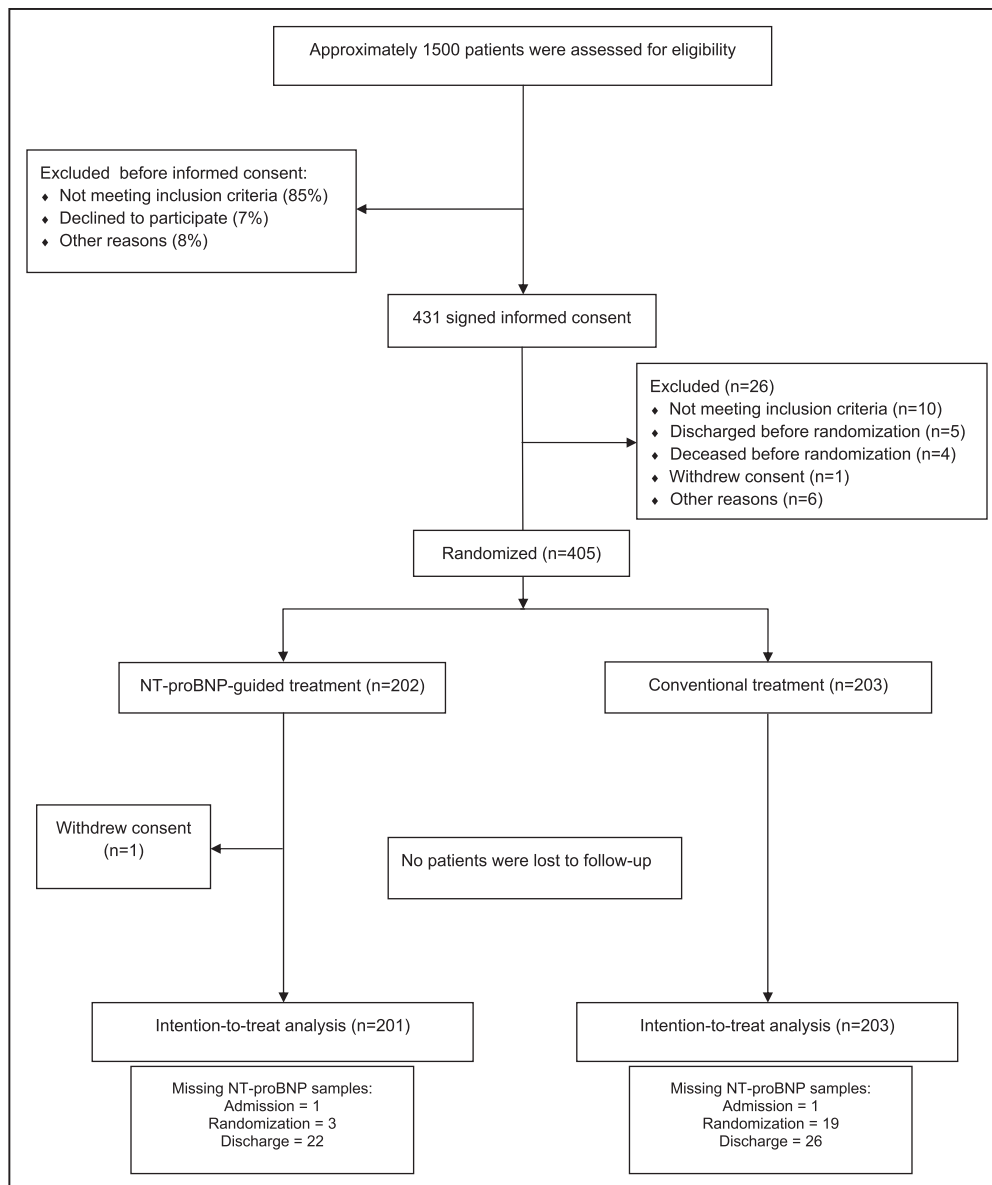 Approximately 1500 patients were assessed for eligibility
Excluded before informed consent:
♦ Not meeting inclusion criteria (85%)
♦ Declined to participate (7%)
♦ Other reasons (8%)
431 signed informed consent
Excluded (n=26)
♦ Not meeting inclusion criteria (n=10)
♦ Discharged before randomization (n=5)
♦ Deceased before randomization (n=4)
♦ Withdrew consent (n=1)
♦ Other reasons (n=6)
Randomized (n=405)
NT-proBNP-guided treatment (n=202)
Conventional treatment (n=203)
Withdrew consent
(n=1)
No patients were lost to follow-up
Intention-to-treat analysis (n=201)
Intention-to-treat analysis (n=203)
Missing NT-proBNP samples:
Admission = 1
Randomization = 3
Discharge = 22
Missing NT-proBNP samples:
Admission = 1
Randomization = 19
Discharge = 26